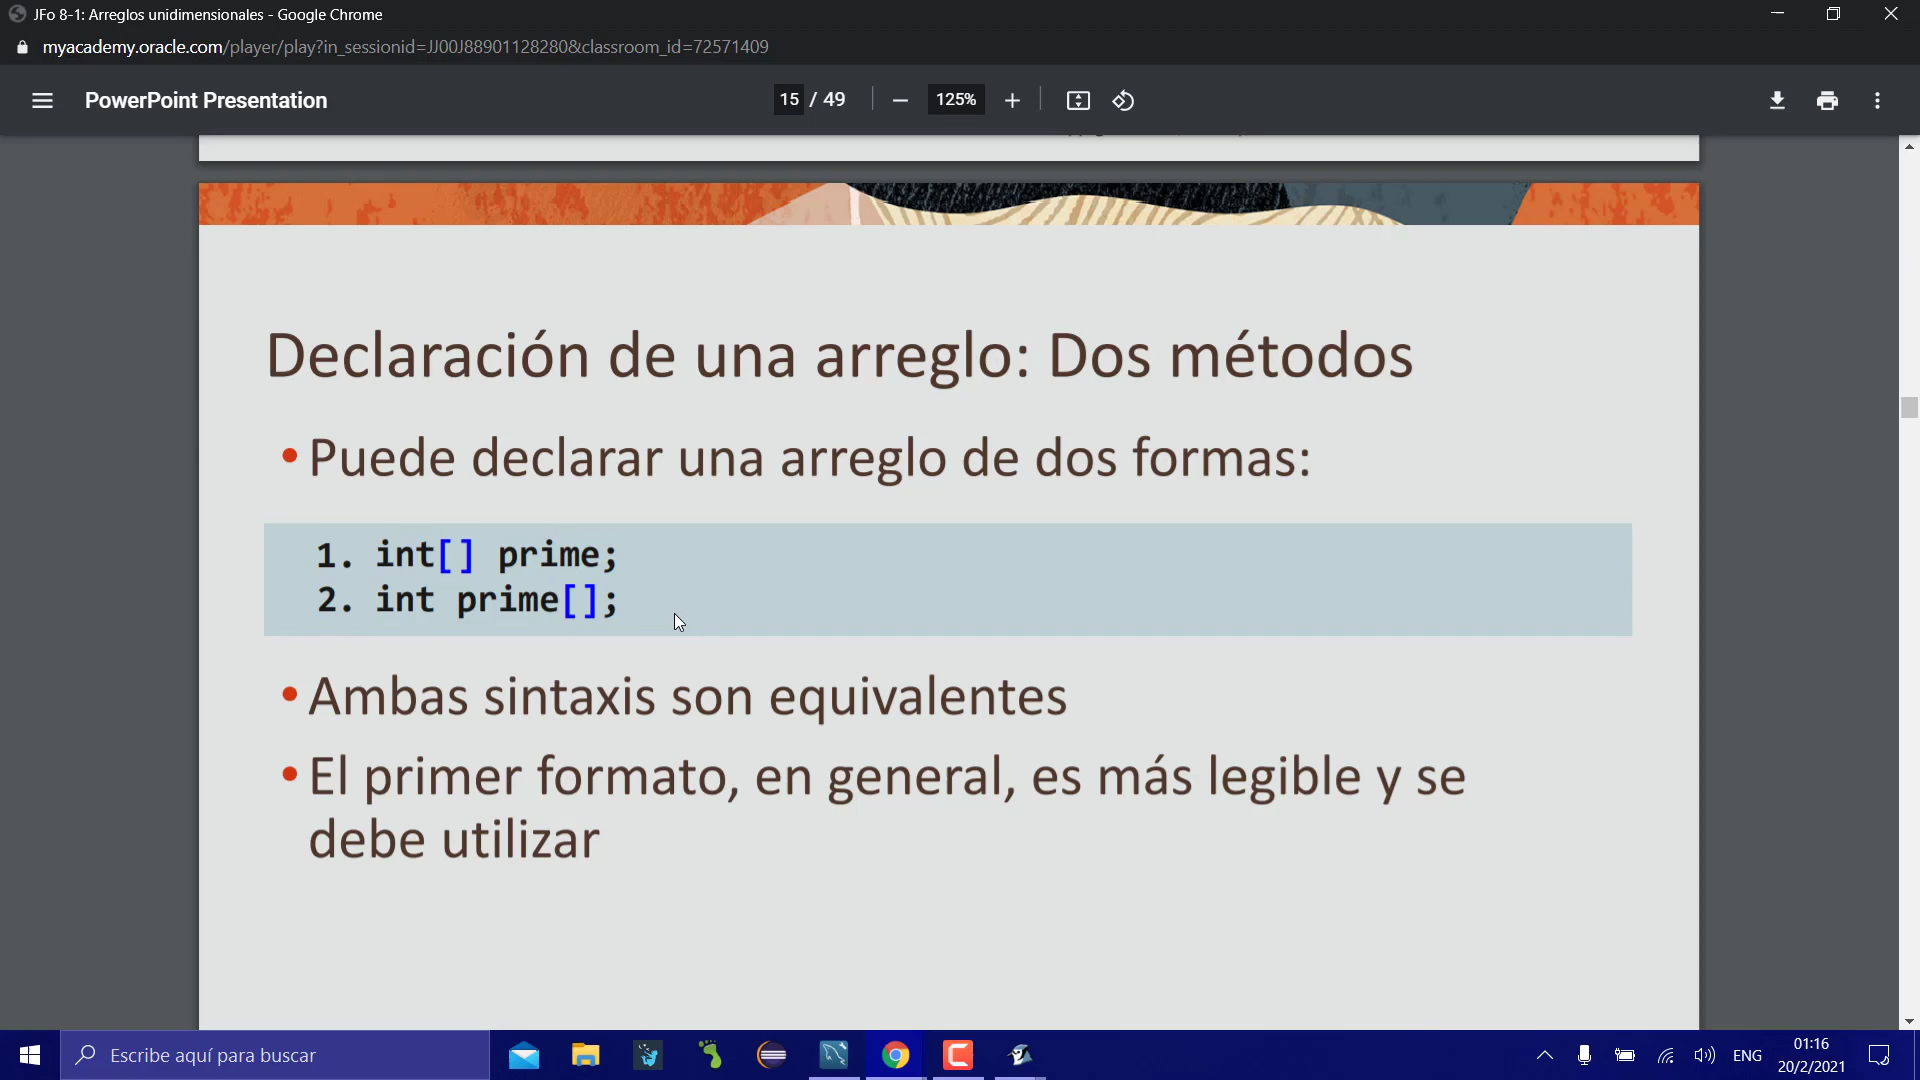 JFo 8-1: Arreglos unidimensionales - Google Chrome
myacademy.oracle.com/player/play?in_sessionid=JJ00J88901128280&classroom_id=72571409
PowerPoint Presentation
15 / 49
125%
Declaración de una arreglo: Dos métodos
•Puede declarar una arreglo de dos formas:
1. int[] prime;
2. int prime[];
•Ambas sintaxis son equivalentes
•El primer formato, en general, es más legible y se
debe utilizar
Escribe aquí para buscar
ENG
01:16
20/2/2021